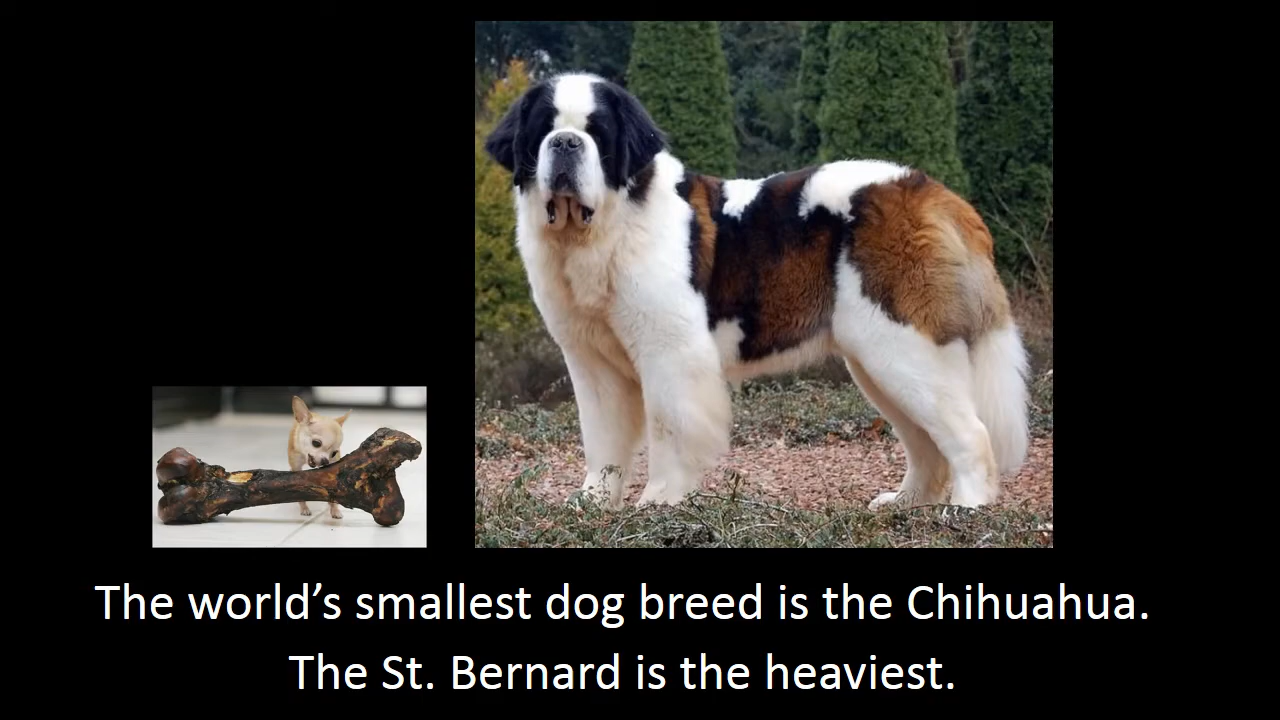 The world’s smallest dog breed is the Chihuahua.
The St. Bernard is the heaviest.